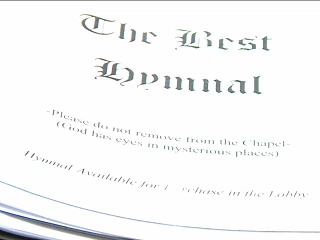 The Best
Hymnal
-Please do not remove from the Chapel-
(God has eyes in mysterious places)
Hymnal Available for in the Lobby